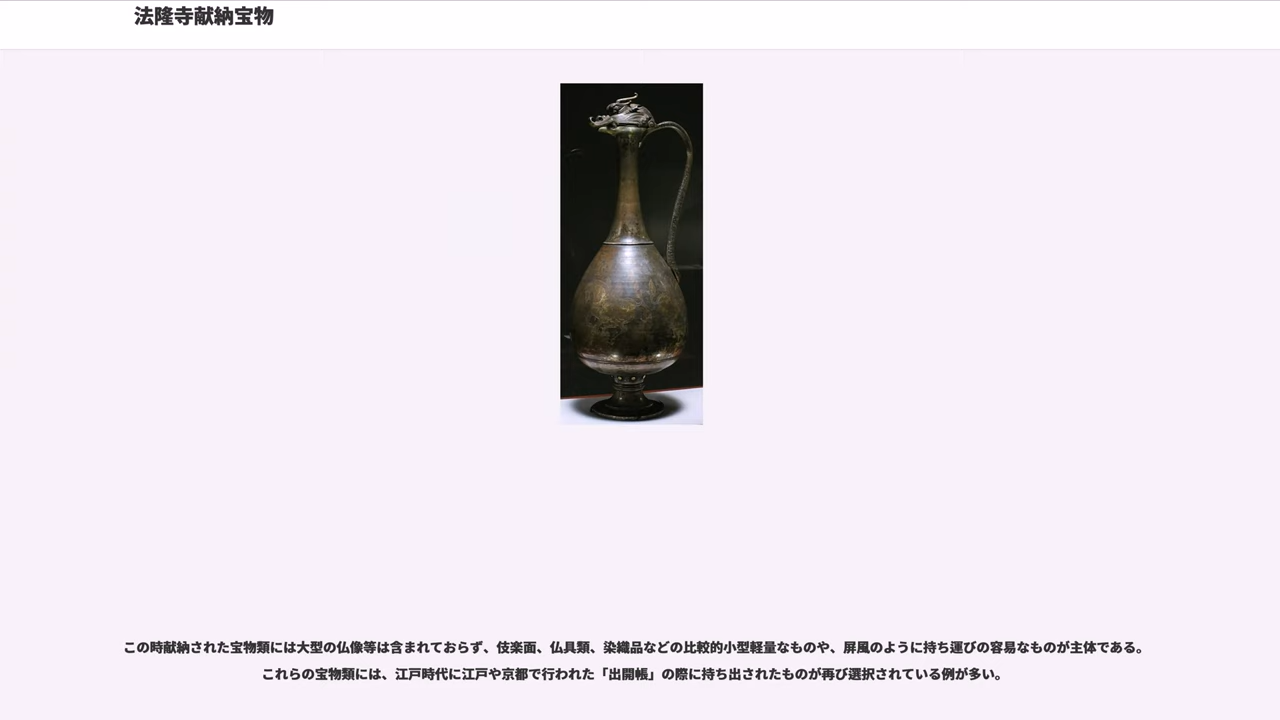 法隆寺献納宝物
この時献納された宝物類には大型の仏像等は含まれておらず、伎楽面、仏具類、染織品などの比較的小型軽量なものや、屏風のように持ち運びの容易なものが主体である。
これらの宝物類には、江戸時代に江戸や京都で行われた「出開帳」の際に持ち出されたものが再び選択されている例が多い。